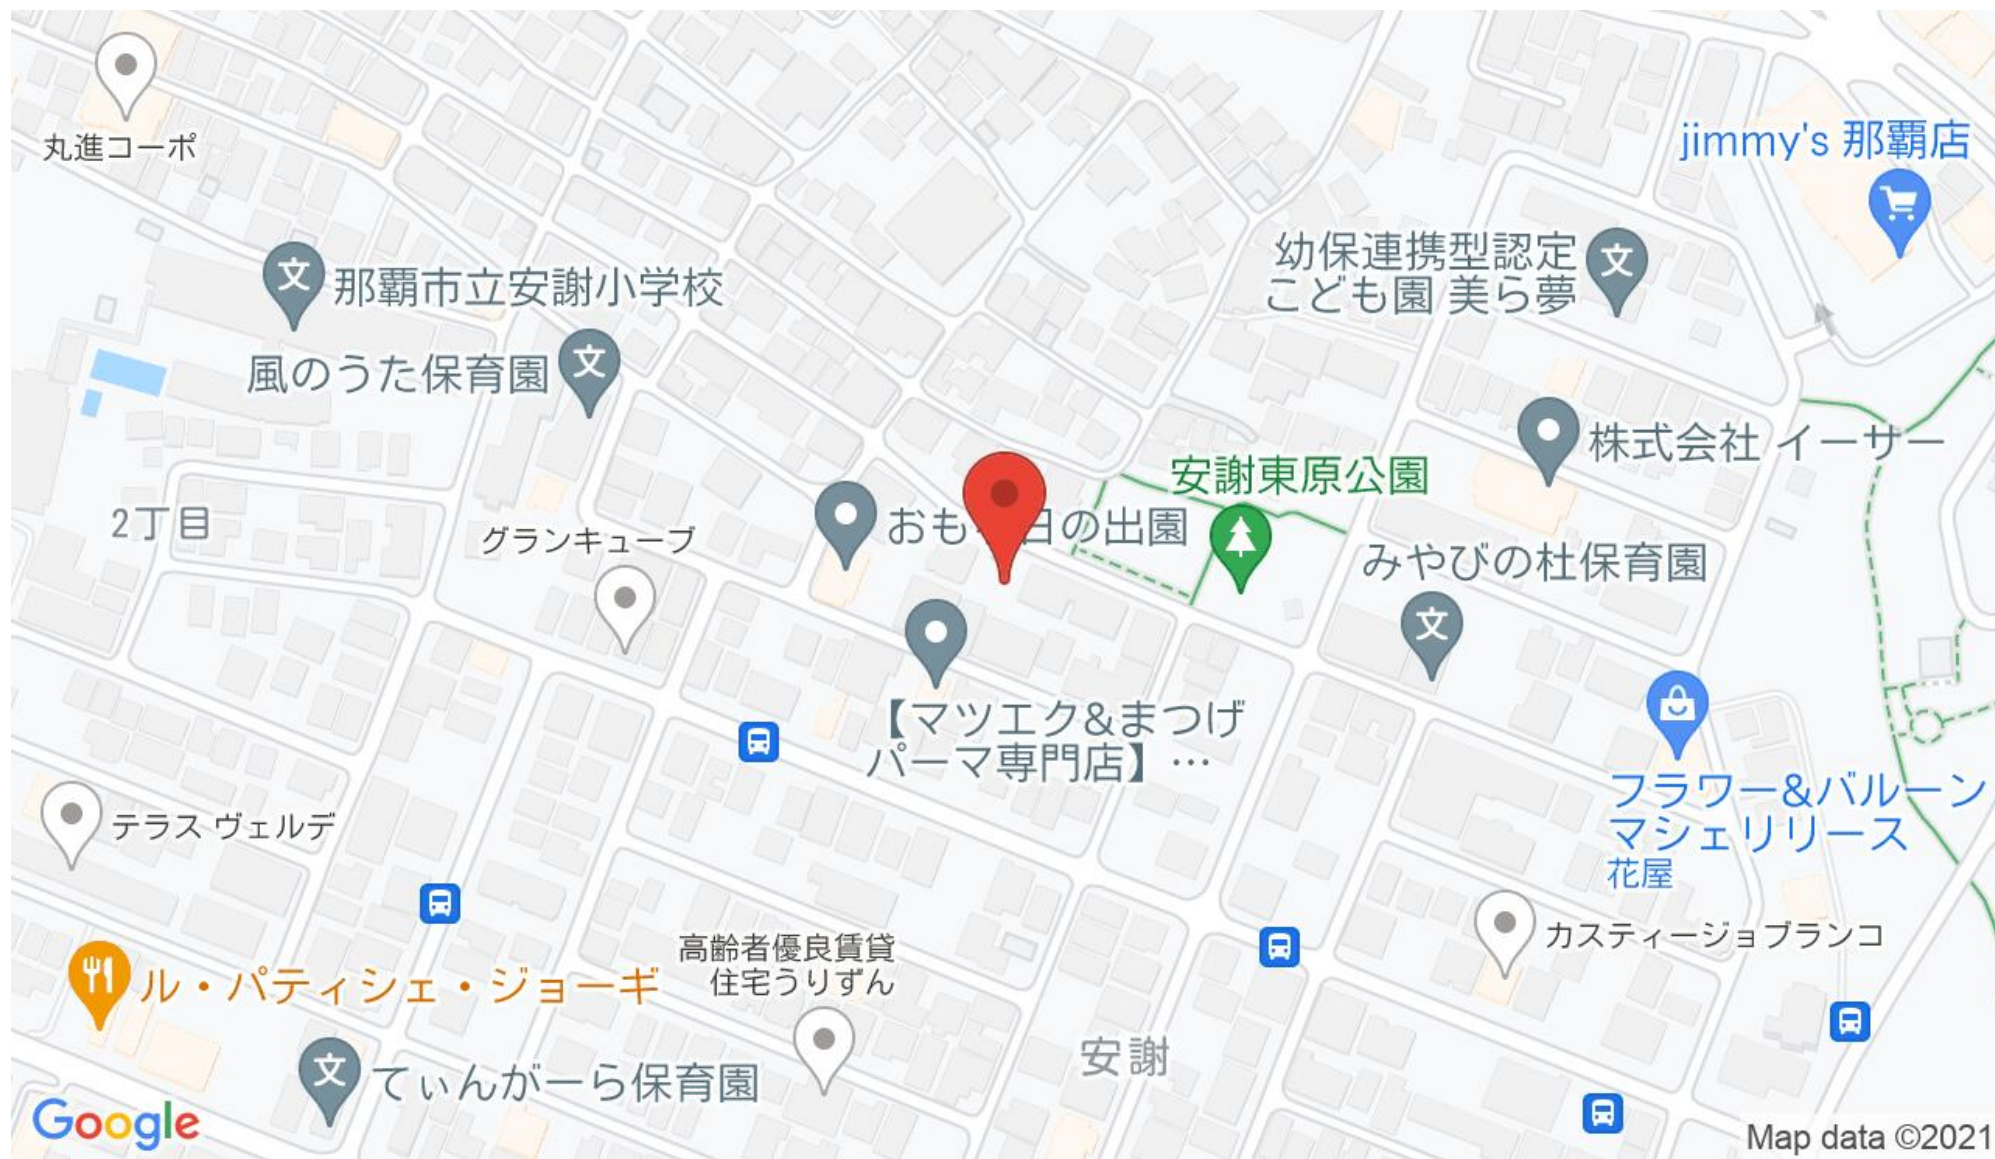 丸進コーポ
jimmy's 那覇店
幼保連携型認定
こども園 美ら夢
那覇市立安謝小学校
風のうた保育園
株式会社 イーサー
安謝東原公園
2丁目
グランキューブ
おも
日の出園
みやびの杜保育園
【マツエク&まつげ
パーマ専門店】…
フラワー&バルーン
マシェリリース
花屋
テラス ヴェルデ
カスティージョブランコ
高齢者優良賃貸
住宅うりずん
ル・パティシェ・ジョーギ
安謝
てぃんがーら保育園
Google
Map data ©2021